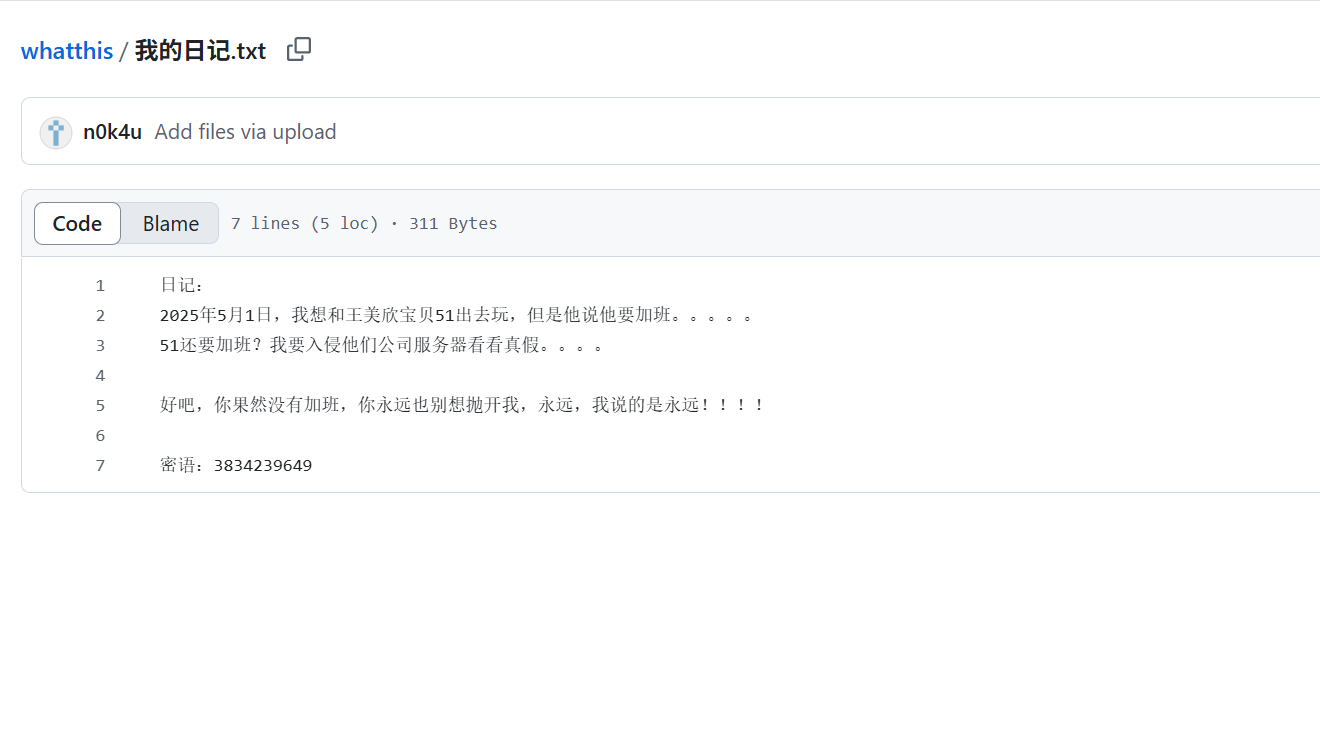 whatthis / 我的日记.txt
n0k4u Add files via upload
Code Blame 7 lines (5 loc) · 311 Bytes
1 日记：
2 2025年5月1日，我想和王美欣宝贝51出去玩，但是他说他要加班。。。。。
3 51还要加班？我要入侵他们公司服务器看看真假。。。。
4
5 好吧，你果然没有加班，你永远也别想抛开我，永远，我说的是永远！！！！
6
7 密语：3834239649